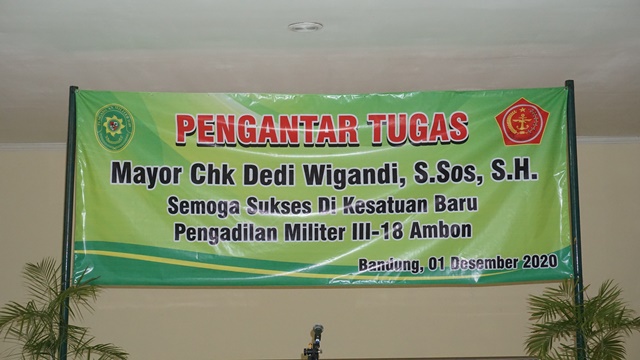 PENGANTAR TUGAS
Mayor Chk Dedi Wigandi, S.Sos, S.H.
Semoga Sukses Di Kesatuan Baru
Pengadilan Militer III-18 Ambon
Bandung, 01 Desember 2020